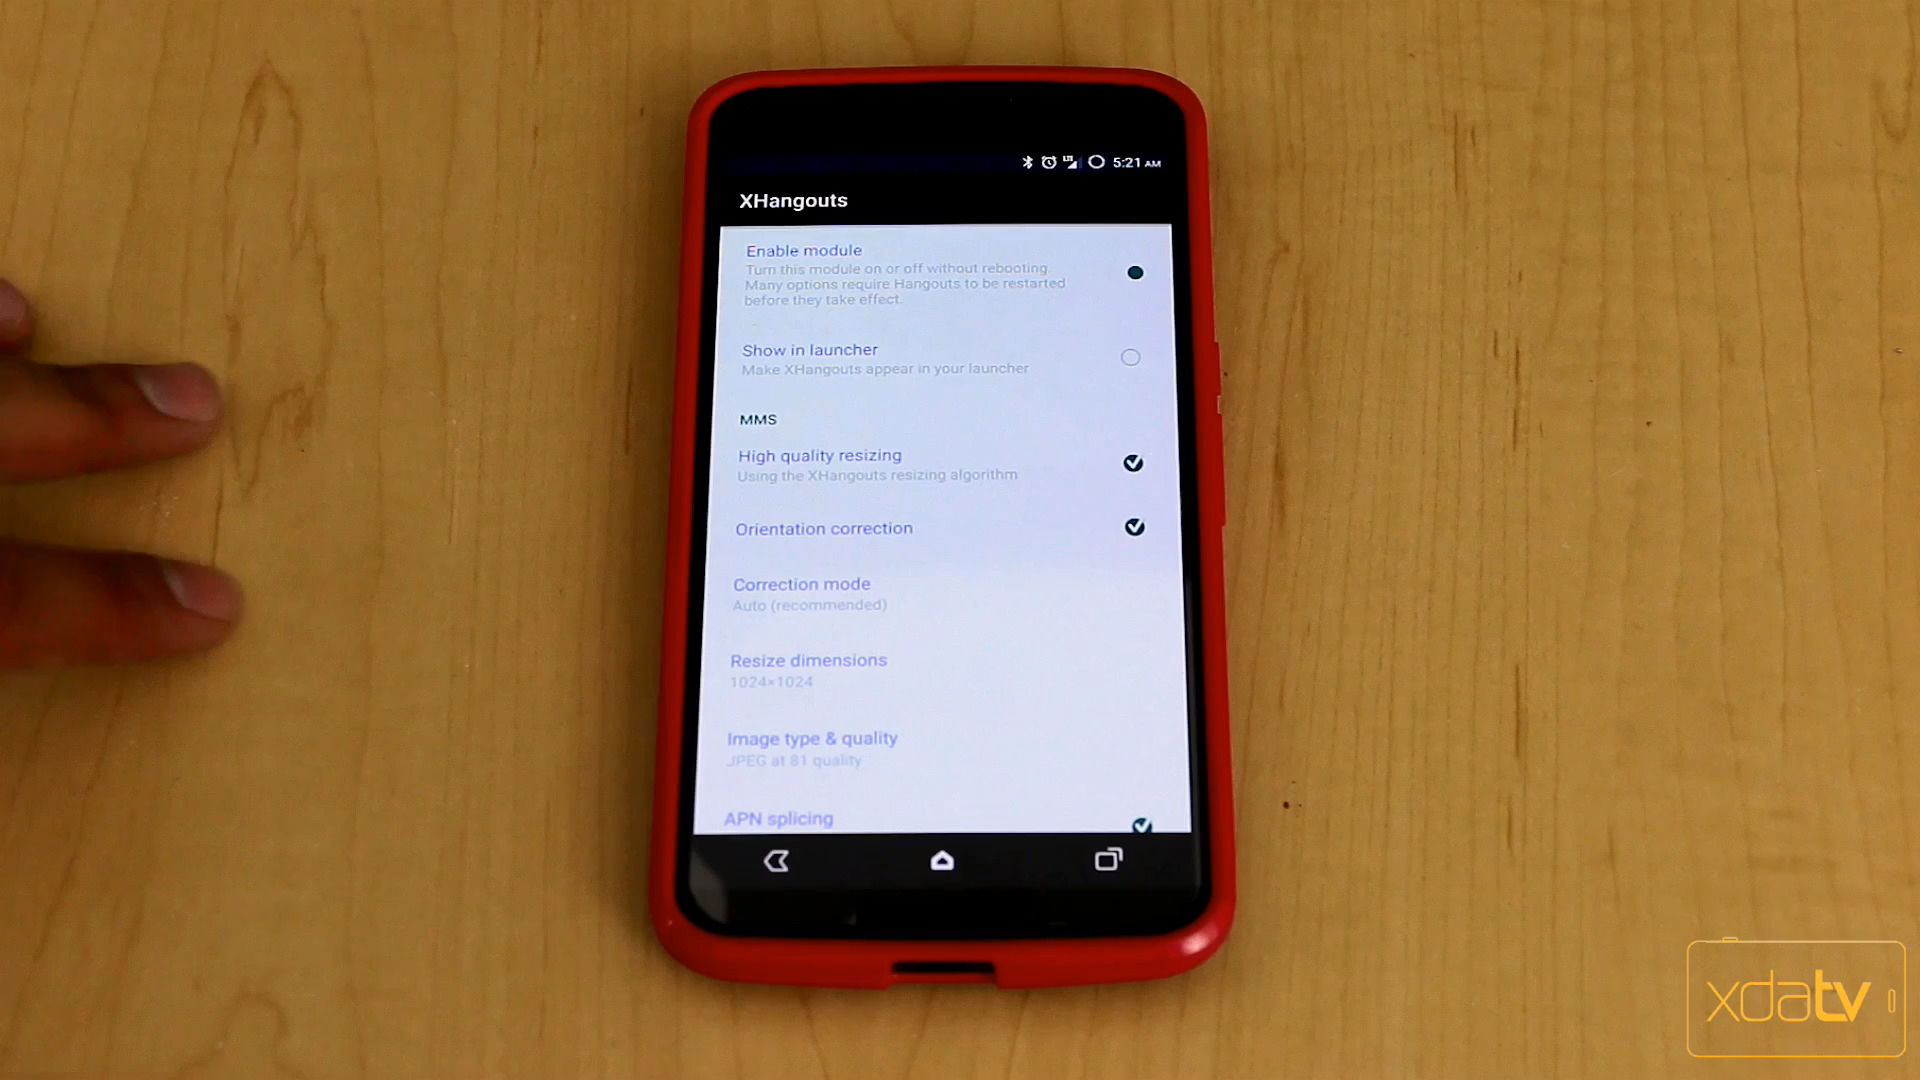 5:21 AM
XHangouts
Enable module
Turn this module on or off without rebooting.
Many options require Hangouts to be restarted
before they take effect.
Show in launcher
Make XHangouts appear in your launcher
MMS
High quality resizing
Using the XHangouts resizing algorithm
Orientation correction
Correction mode
Auto (recommended)
Resize dimensions
1024×1024
Image type & quality
JPEG at 81 quality
APN splicing
xdatv